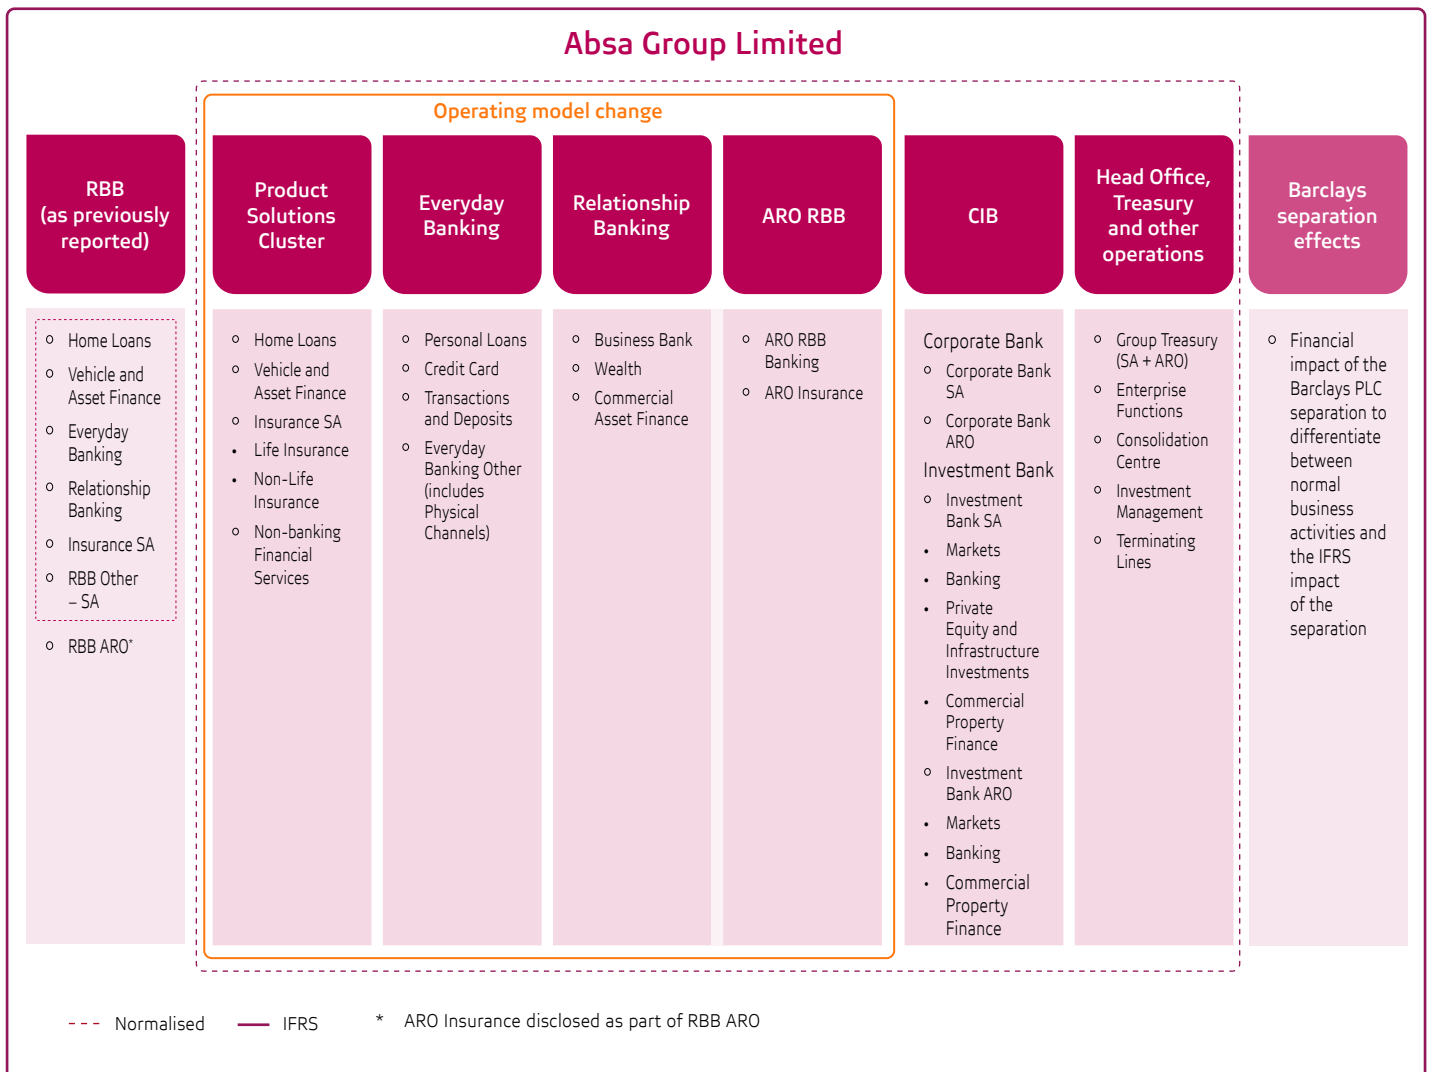 Absa Group Limited
Operating model change
RBB
(as previously
reported)
Product
Solutions
Cluster
Everyday
Banking
Relationship
Banking
ARO RBB
CIB
Head Office,
Treasury
and other
operations
Barclays
separation
effects
Home Loans
Vehicle and
Asset Finance
Everyday
Banking
Relationship
Banking
Insurance SA
RBB Other
– SA
RBB ARO*
Home Loans
Vehicle and
Asset Finance
Insurance SA
• Life Insurance
• Non-Life
Insurance
Non-banking
Financial
Services
Personal Loans
Credit Card
Transactions
and Deposits
Everyday
Banking Other
(includes
Physical
Channels)
Business Bank
Wealth
Commercial
Asset Finance
ARO RBB
Banking
ARO Insurance
Corporate Bank
Corporate Bank
SA
Corporate Bank
ARO
Investment Bank
Investment
Bank SA
• Markets
• Banking
• Private
Equity and
Infrastructure
Investments
• Commercial
Property
Finance
Investment
Bank ARO
• Markets
• Banking
• Commercial
Property
Finance
Group Treasury
(SA + ARO)
Enterprise
Functions
Consolidation
Centre
Investment
Management
Terminating
Lines
Financial
impact of the
Barclays PLC
separation to
differentiate
between
normal
business
activities and
the IFRS
impact
of the
separation
Normalised
IFRS
* ARO Insurance disclosed as part of RBB ARO